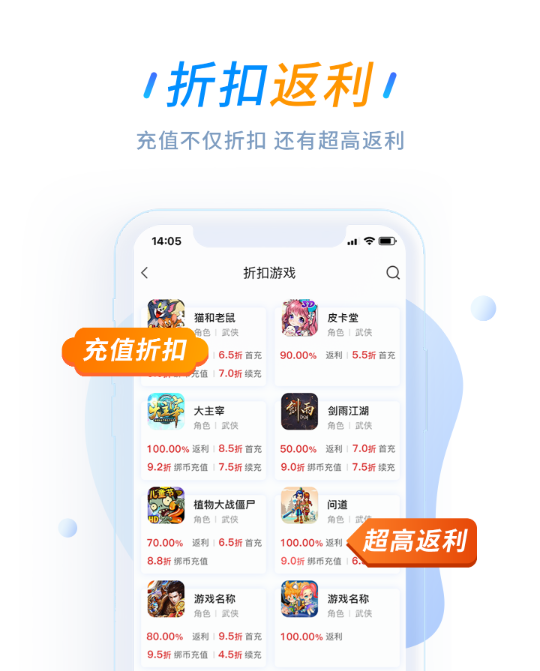 折扣返利
充值不仅折扣 还有超高返利
14:05
折扣游戏
猫和老鼠
角色 | 武侠
6.5折 首充
7.0折 续充
充值折扣
皮卡堂
角色 | 武侠
90.00% 返利 | 5.5折 首充
大主宰
角色 | 武侠
100.00% 返利 | 8.5折 首充
9.2折 绑币充值 | 7.5折 续充
剑雨江湖
角色 | 武侠
50.00% 返利 | 7.0折 首充
9.0折 绑币充值 | 7.5折 续充
植物大战僵尸
角色 | 武侠
70.00% 返利 | 6.5折 首充
8.8折 绑币充值
问道
角色 | 武侠
100.00% 返利
9.0折 绑币充值
超高返利
游戏名称
角色 | 武侠
80.00% 返利 | 9.5折 首充
9.5折 绑币充值 | 4.5折 续充
游戏名称
角色 | 武侠
100.00% 返利